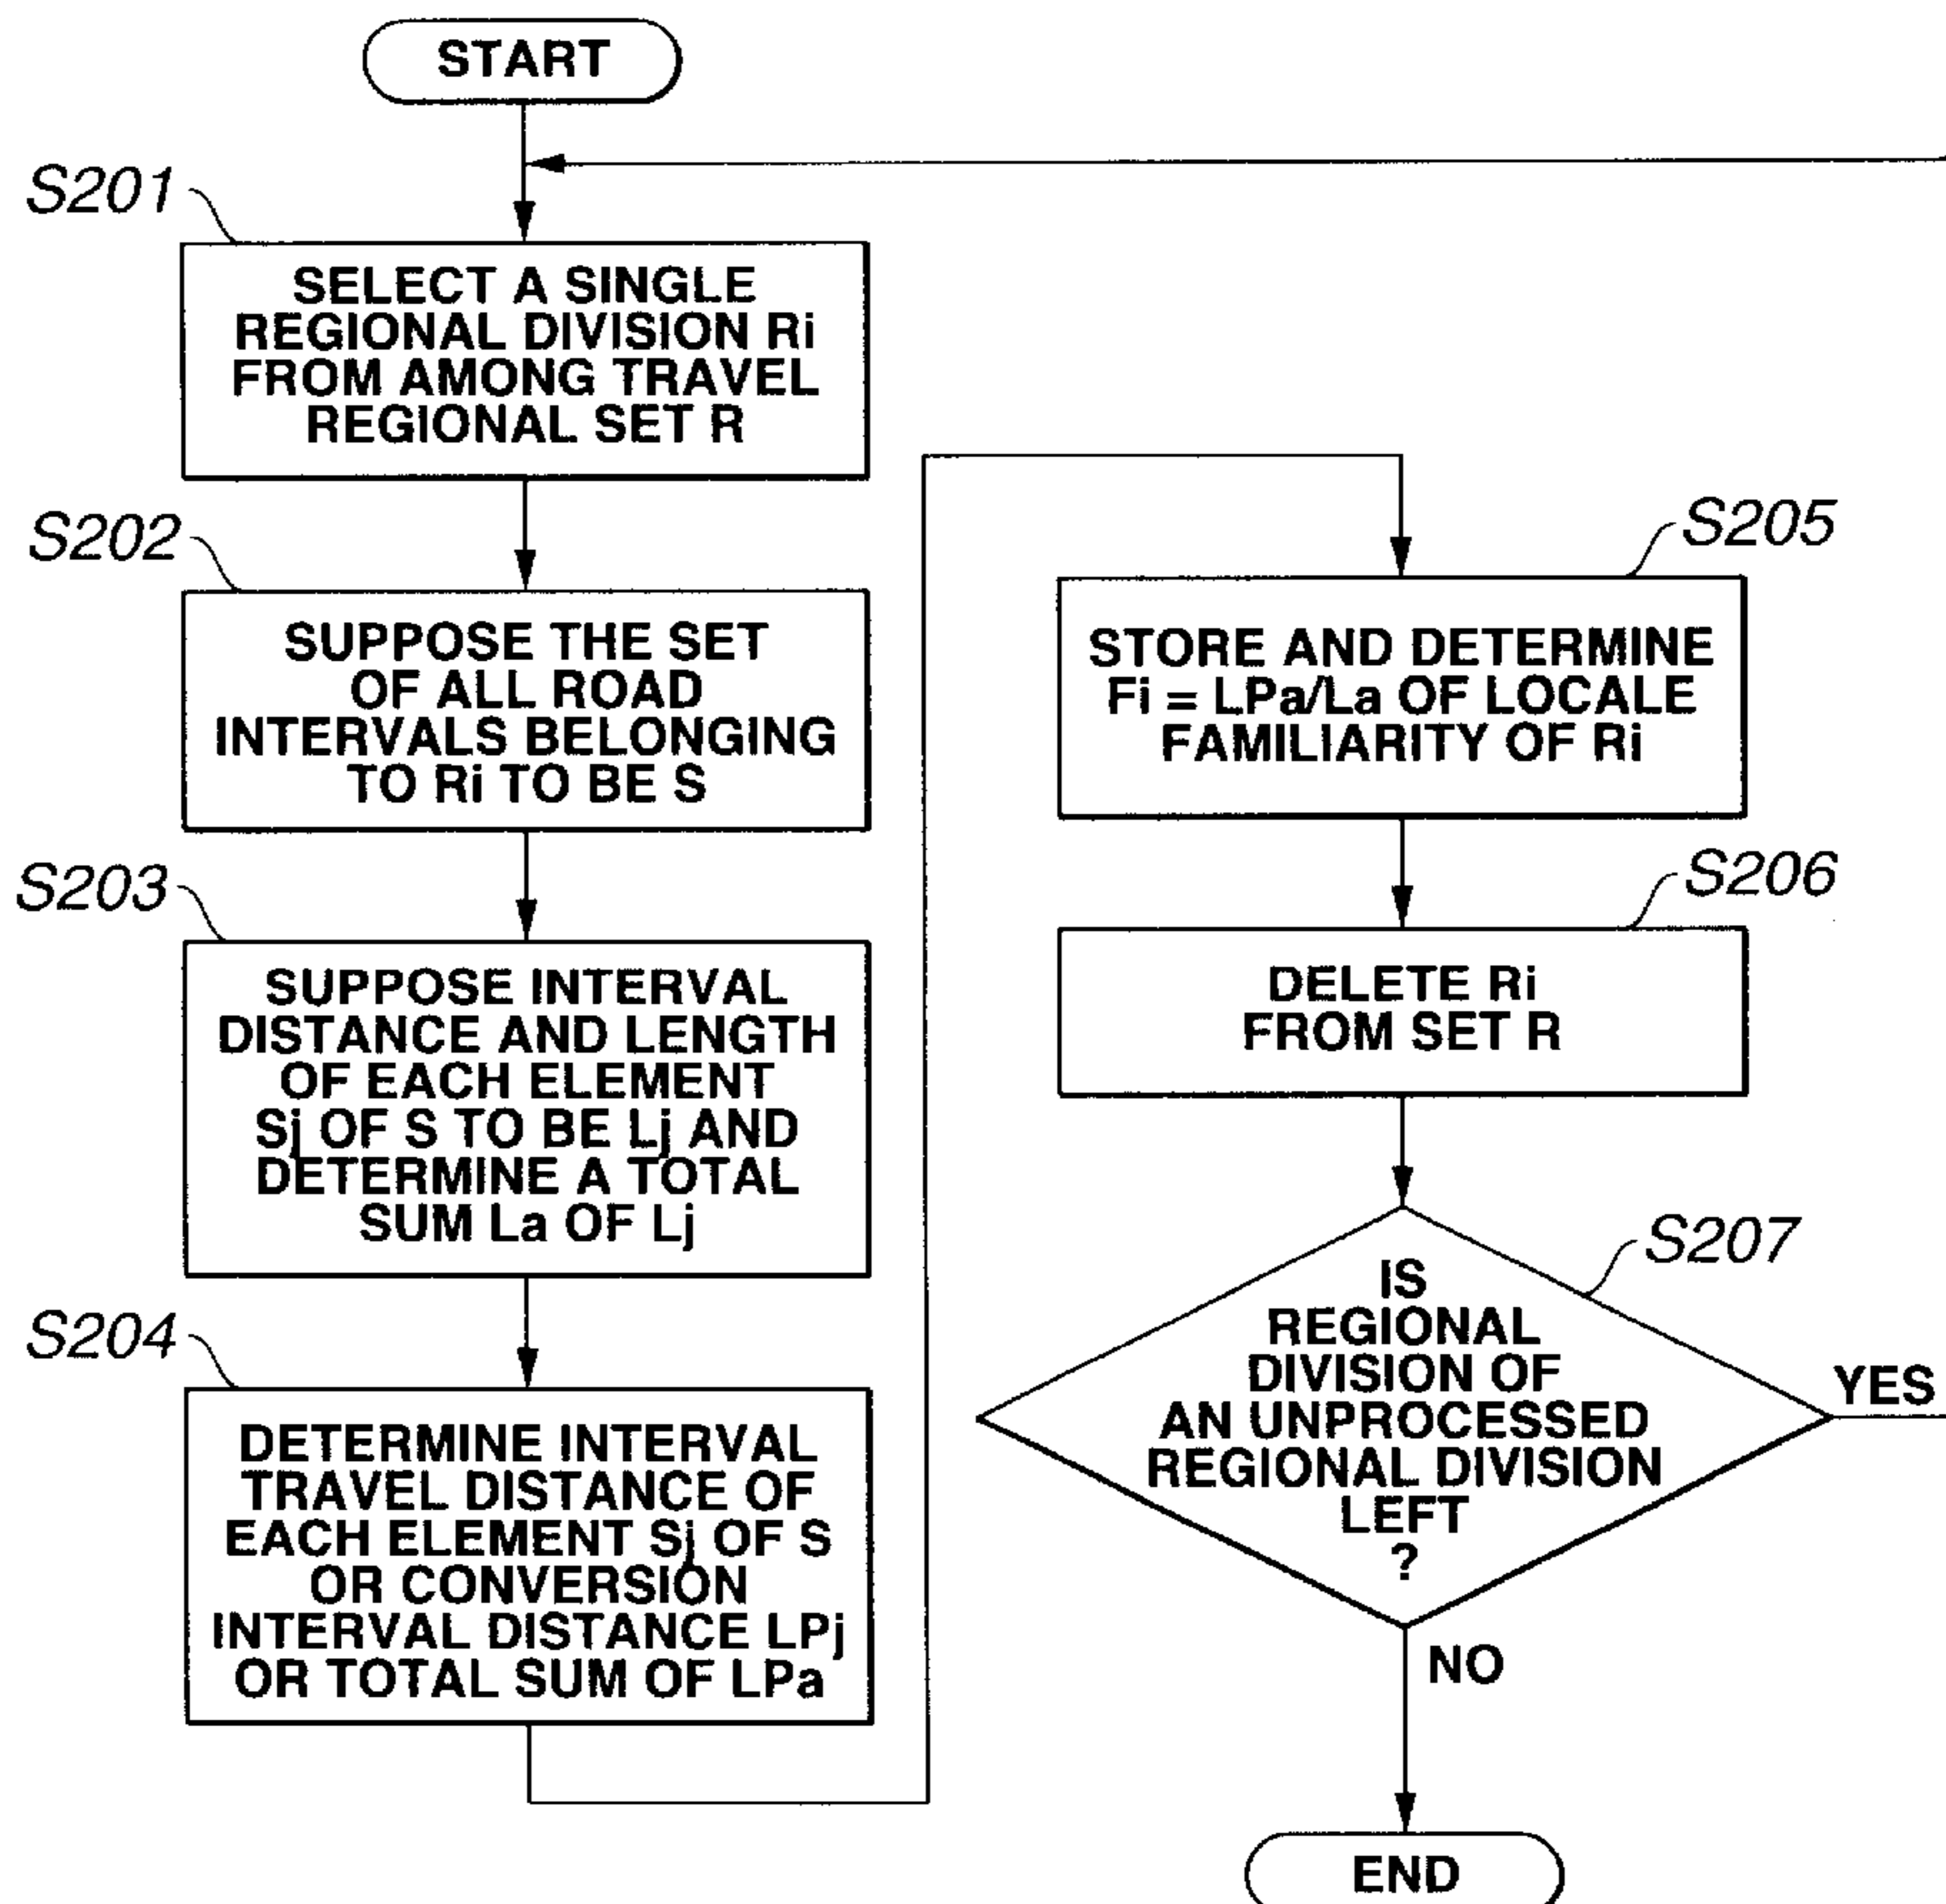 START
S201
SELECT A SINGLE
REGIONAL DIVISION Ri
FROM AMONG TRAVEL
REGIONAL SET R
S202
SUPPOSE THE SET
OF ALL ROAD
INTERVALS BELONGING
TO Ri TO BE S
S203
SUPPOSE INTERVAL
DISTANCE AND LENGTH
OF EACH ELEMENT
Sj OF S TO BE Lj AND
DETERMINE A TOTAL
SUM La OF Lj
S204
DETERMINE INTERVAL
TRAVEL DISTANCE OF
EACH ELEMENT Sj OF S
OR CONVERSION
INTERVAL DISTANCE LPj
OR TOTAL SUM OF LPa
S205
STORE AND DETERMINE
Fi = LPa/La OF LOCALE
FAMILIARITY OF Ri
S206
DELETE Ri
FROM SET R
S207
IS
REGIONAL
DIVISION OF
AN UNPROCESSED
REGIONAL DIVISION
LEFT
?
YES
NO
END